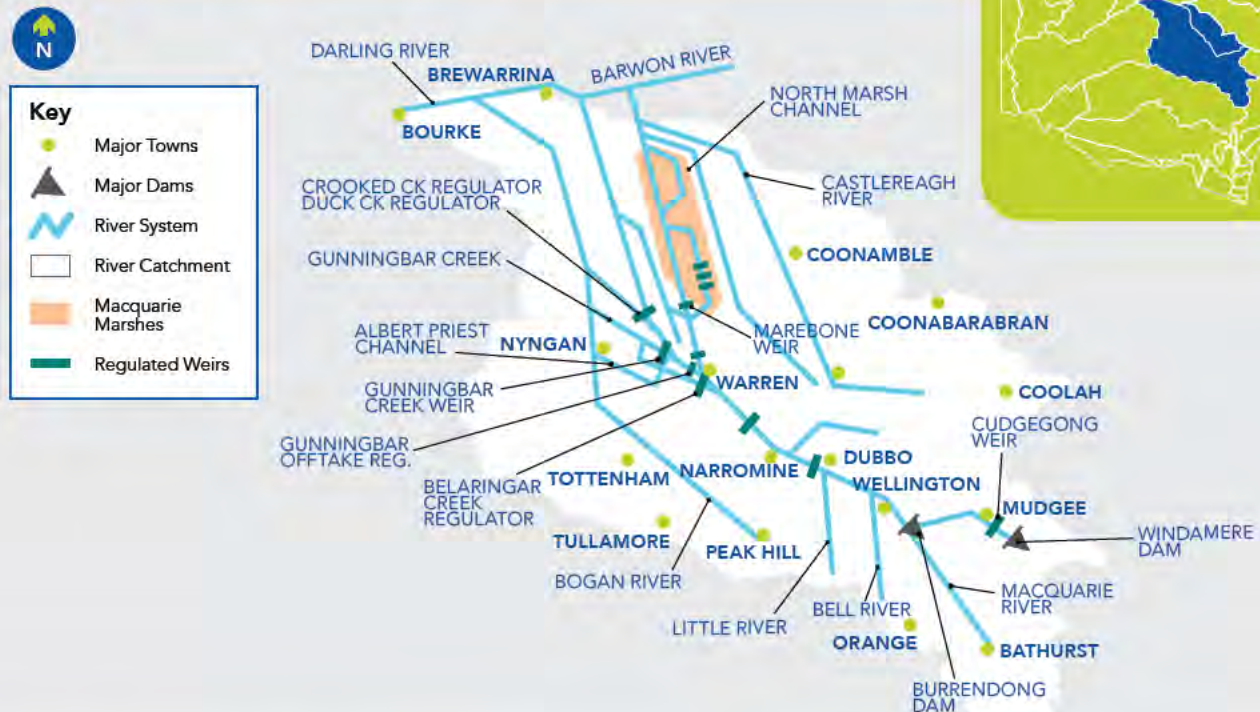 N
Key
Major Towns
Major Dams
River System
River Catchment
Macquarie
Marshes
Regulated Weirs
DARLING RIVER
BREWARRINA
BARWON RIVER
BOURKE
NORTH MARSH
CHANNEL
CROOKED CK REGULATOR
DUCK CK REGULATOR
CASTLEREAGH
RIVER
GUNNINGBAR CREEK
COONAMBLE
ALBERT PRIEST
CHANNEL
NYNGAN
MAREBONE
WEIR
COONABARABRAN
GUNNINGBAR
CREEK WEIR
WARREN
COOLAH
CUDGEGONG
WEIR
GUNNINGBAR
OFFTAKE REG.
BELARINGAR
CREEK
REGULATOR
TOTTENHAM
NARROMINE
DUBBO
WELLINGTON
MUDGEE
WINDAMERE
DAM
TULLAMORE
PEAK HILL
BOGAN RIVER
LITTLE RIVER
BELL RIVER
MACQUARIE
RIVER
ORANGE
BATHURST
BURRENDONG
DAM